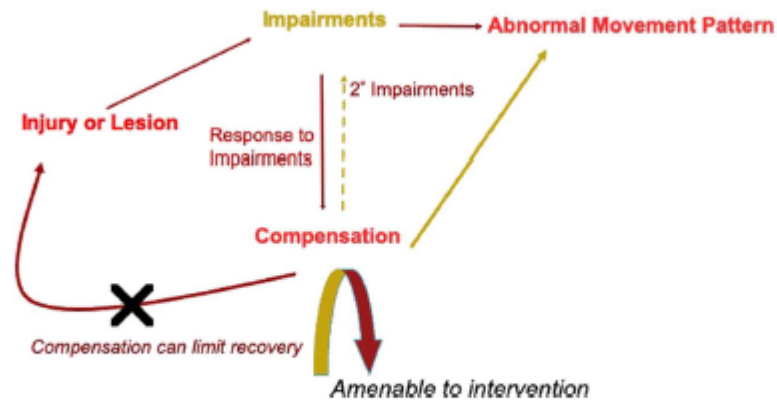 Impairments
Abnormal Movement Pattern
2° Impairments
Injury or Lesion
Response to
Impairments
Compensation
Compensation can limit recovery
Amenable to intervention